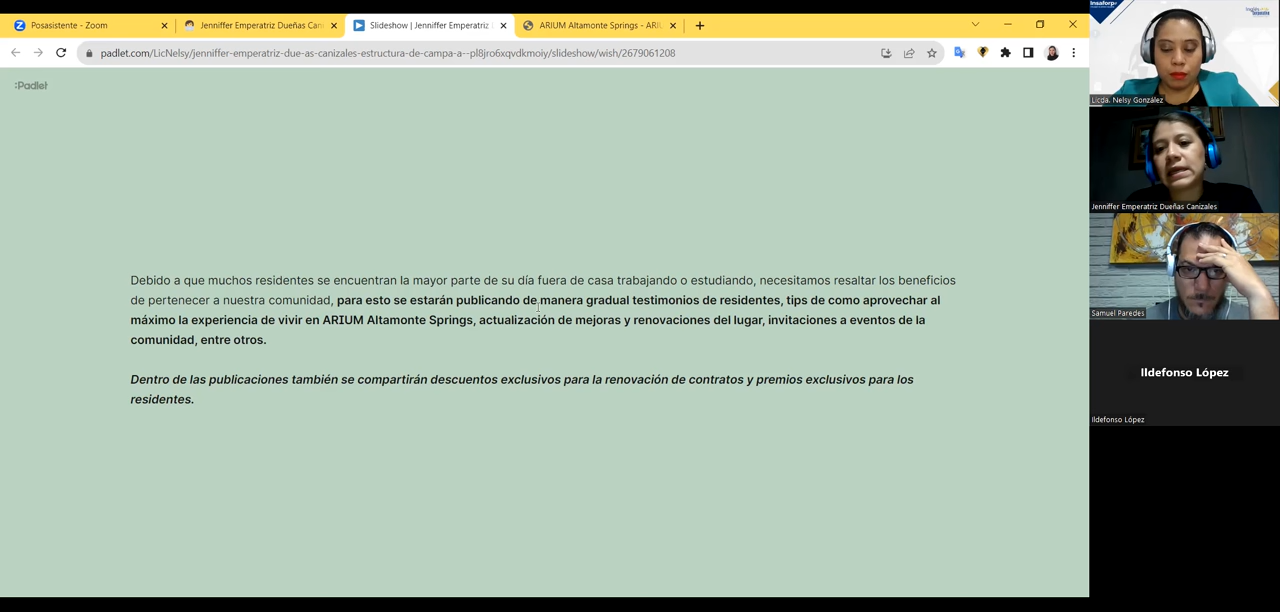 Posasistente - Zoom
Jenniffer Emperatriz Dueñas Can
Slideshow | Jenniffer Emperatriz
ARIUM Altamonte Springs - ARI
padlet.com/LicNelsy/jenniffer-emperatriz-due-as-canizales-estructura-de-campa-a--pl8jro6xqvdkmoiy/slideshow/wish/2679061208
:Padlet
Debido a que muchos residentes se encuentran la mayor parte de su día fuera de casa trabajando o estudiando, necesitamos resaltar los beneficios
de pertenecer a nuestra comunidad, para esto se estarán publicando de manera gradual testimonios de residentes, tips de como aprovechar al
máximo la experiencia de vivir en ARIUM Altamonte Springs, actualización de mejoras y renovaciones del lugar, invitaciones a eventos de la
comunidad, entre otros.
Dentro de las publicaciones también se compartirán descuentos exclusivos para la renovación de contratos y premios exclusivos para los
residentes.
Insaforp
Licda. Nelsy González
Jenniffer Emperatriz Dueñas Canizales
Samuel Paredes
Ildefonso López
Ildefonso López